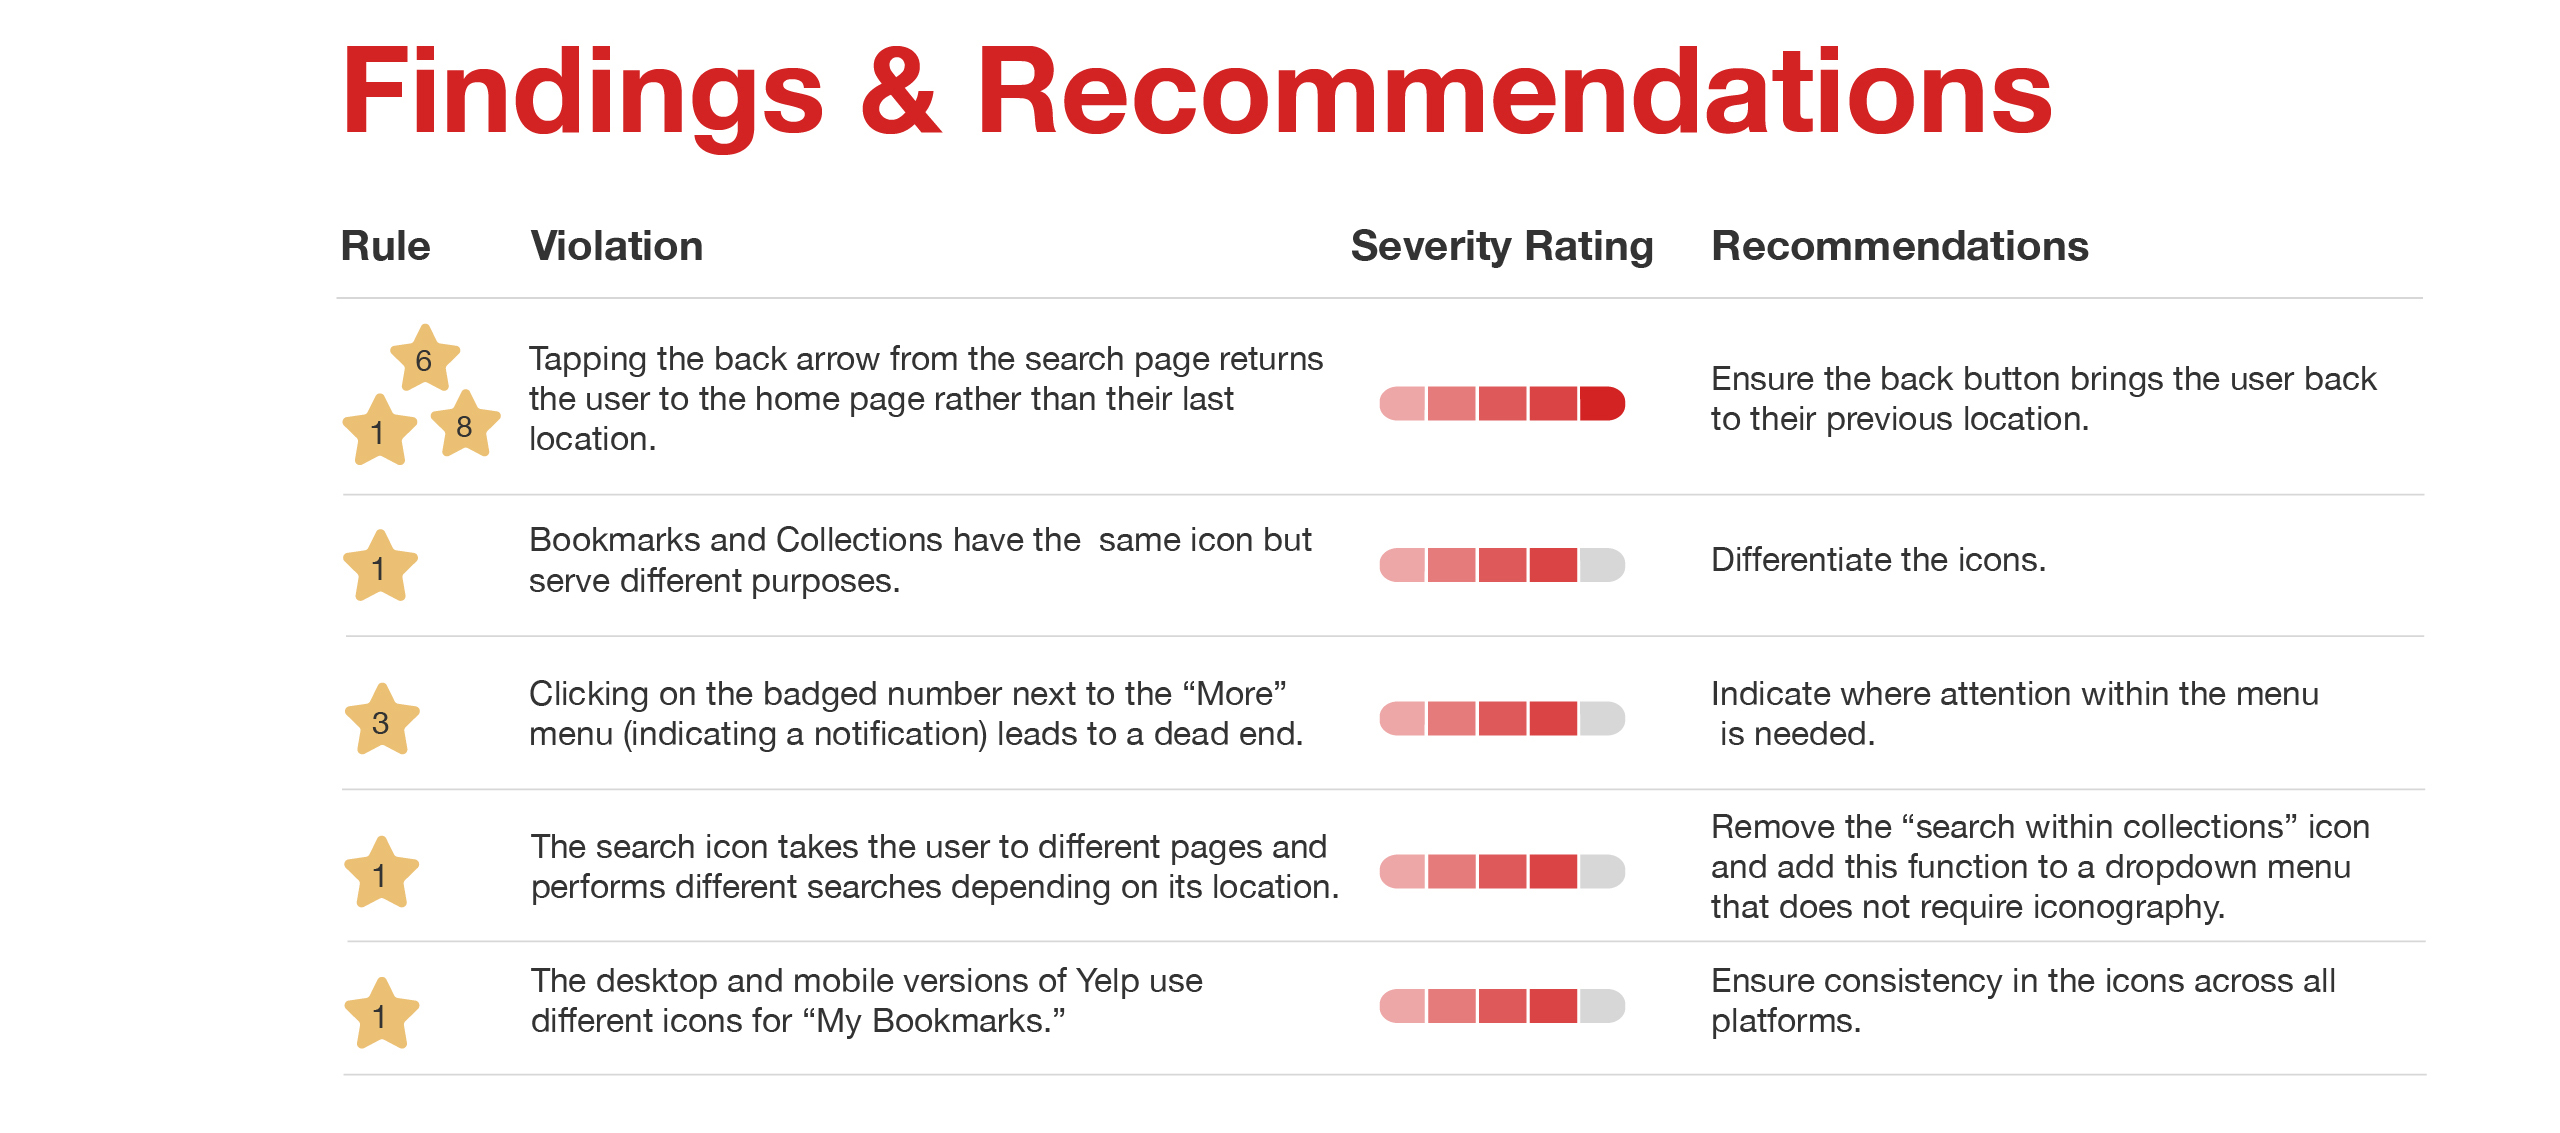 Findings & Recommendations
Rule Violation Severity Rating Recommendations
6
1 8
Tapping the back arrow from the search page returns
the user to the home page rather than their last
location.
Ensure the back button brings the user back
to their previous location.
1
Bookmarks and Collections have the  same icon but
serve different purposes.
Differentiate the icons.
3
Clicking on the badged number next to the “More”
menu (indicating a notification) leads to a dead end.
Indicate where attention within the menu
is needed.
1
The search icon takes the user to different pages and
performs different searches depending on its location.
Remove the “search within collections” icon
and add this function to a dropdown menu
that does not require iconography.
1
The desktop and mobile versions of Yelp use
different icons for “My Bookmarks.”
Ensure consistency in the icons across all
platforms.